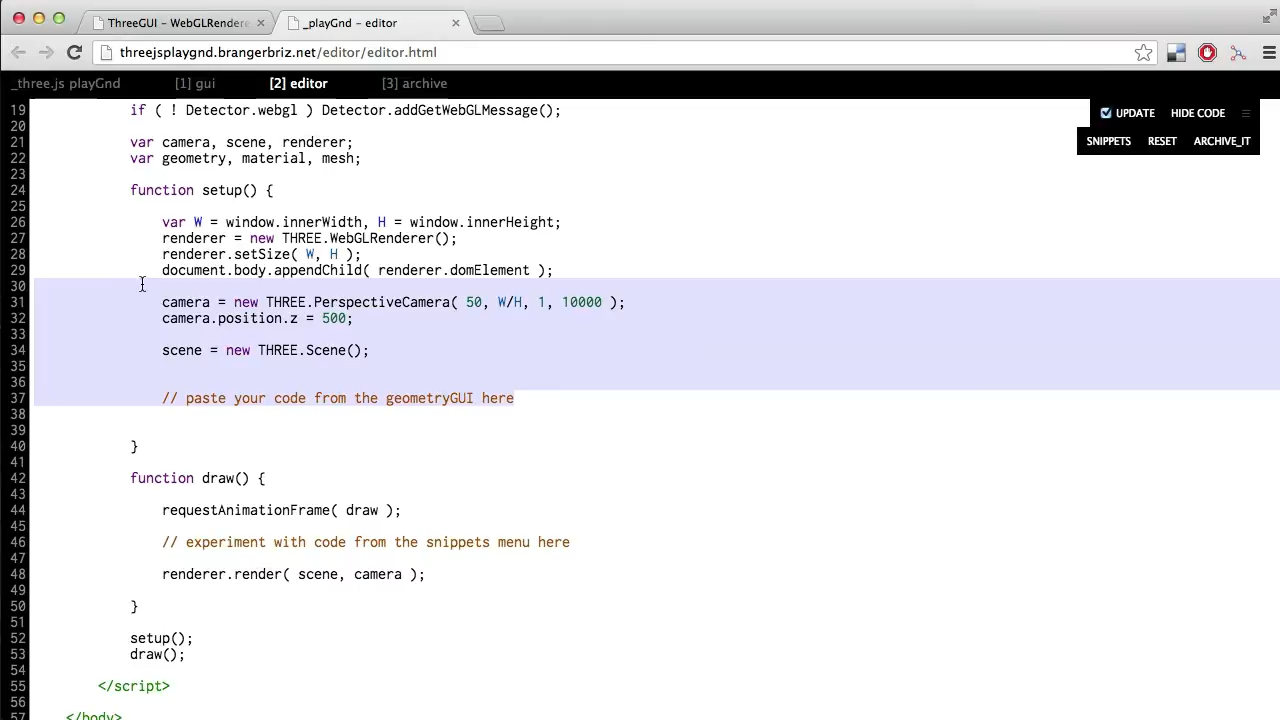 ThreeGUI – WebGLRendere
_playGnd – editor
threejsplaygnd.brangerbriz.net/editor/editor.html
_three.js playGnd [1] gui [2] editor [3] archive
UPDATE HIDE CODE
SNIPPETS RESET ARCHIVE_IT
19 if ( ! Detector.webgl ) Detector.addGetWebGLMessage();
20
21 var camera, scene, renderer;
22 var geometry, material, mesh;
23
24 function setup() {
25
26 var W = window.innerWidth, H = window.innerHeight;
27 renderer = new THREE.WebGLRenderer();
28 renderer.setSize( W, H );
29 document.body.appendChild( renderer.domElement );
30
31 camera = new THREE.PerspectiveCamera( 50, W/H, 1, 10000 );
32 camera.position.z = 500;
33
34 scene = new THREE.Scene();
35
36
37 // paste your code from the geometryGUI here
38
39
40 }
41
42 function draw() {
43
44 requestAnimationFrame( draw );
45
46 // experiment with code from the snippets menu here
47
48 renderer.render( scene, camera );
49
50 }
51
52 setup();
53 draw();
54
55 </script>
56
57 </body>